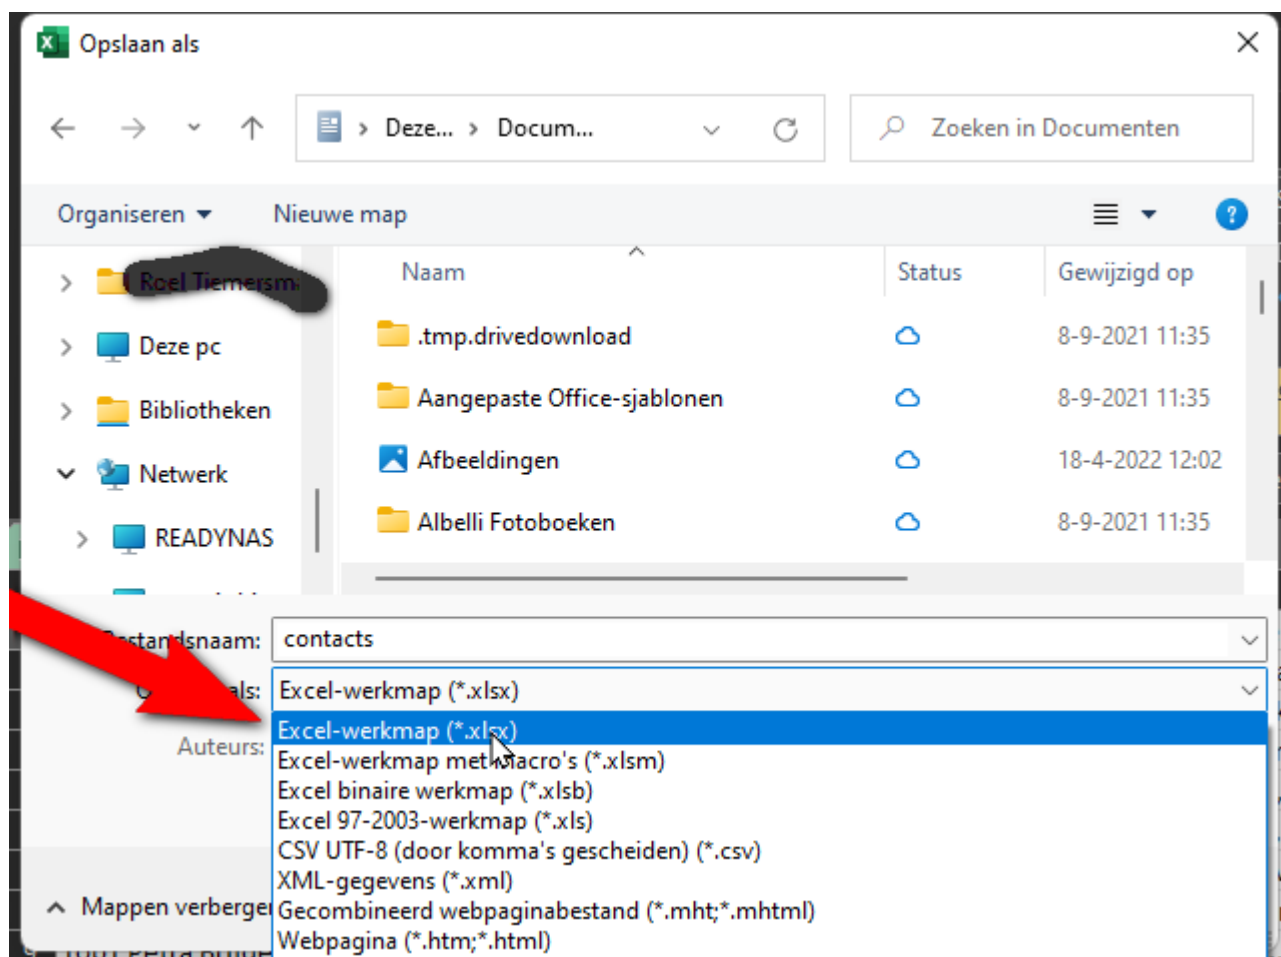 Opslaan als
Deze... > Docum...
Zoeken in Documenten
Organiseren
Nieuwe map
Naam
Status
Gewijzigd op
Deze pc
Bibliotheken
Netwerk
READYNAS
.tmp.drivedownload
8-9-2021 11:35
Aangepaste Office-sjablonen
8-9-2021 11:35
Afbeeldingen
18-4-2022 12:02
Albelli Fotoboeken
8-9-2021 11:35
Bestandsnaam: contacts
als: Excel-werkmap (*.xlsx)
Auteurs:
Excel-werkmap (*.xlsx)
Excel-werkmap met macro's (*.xlsm)
Excel binaire werkmap (*.xlsb)
Excel 97-2003-werkmap (*.xls)
CSV UTF-8 (door komma's gescheiden) (*.csv)
XML-gegevens (*.xml)
Gecombineerd webpaginabestand (*.mht;*.mhtml)
Webpagina (*.htm;*.html)
Mappen verbergen